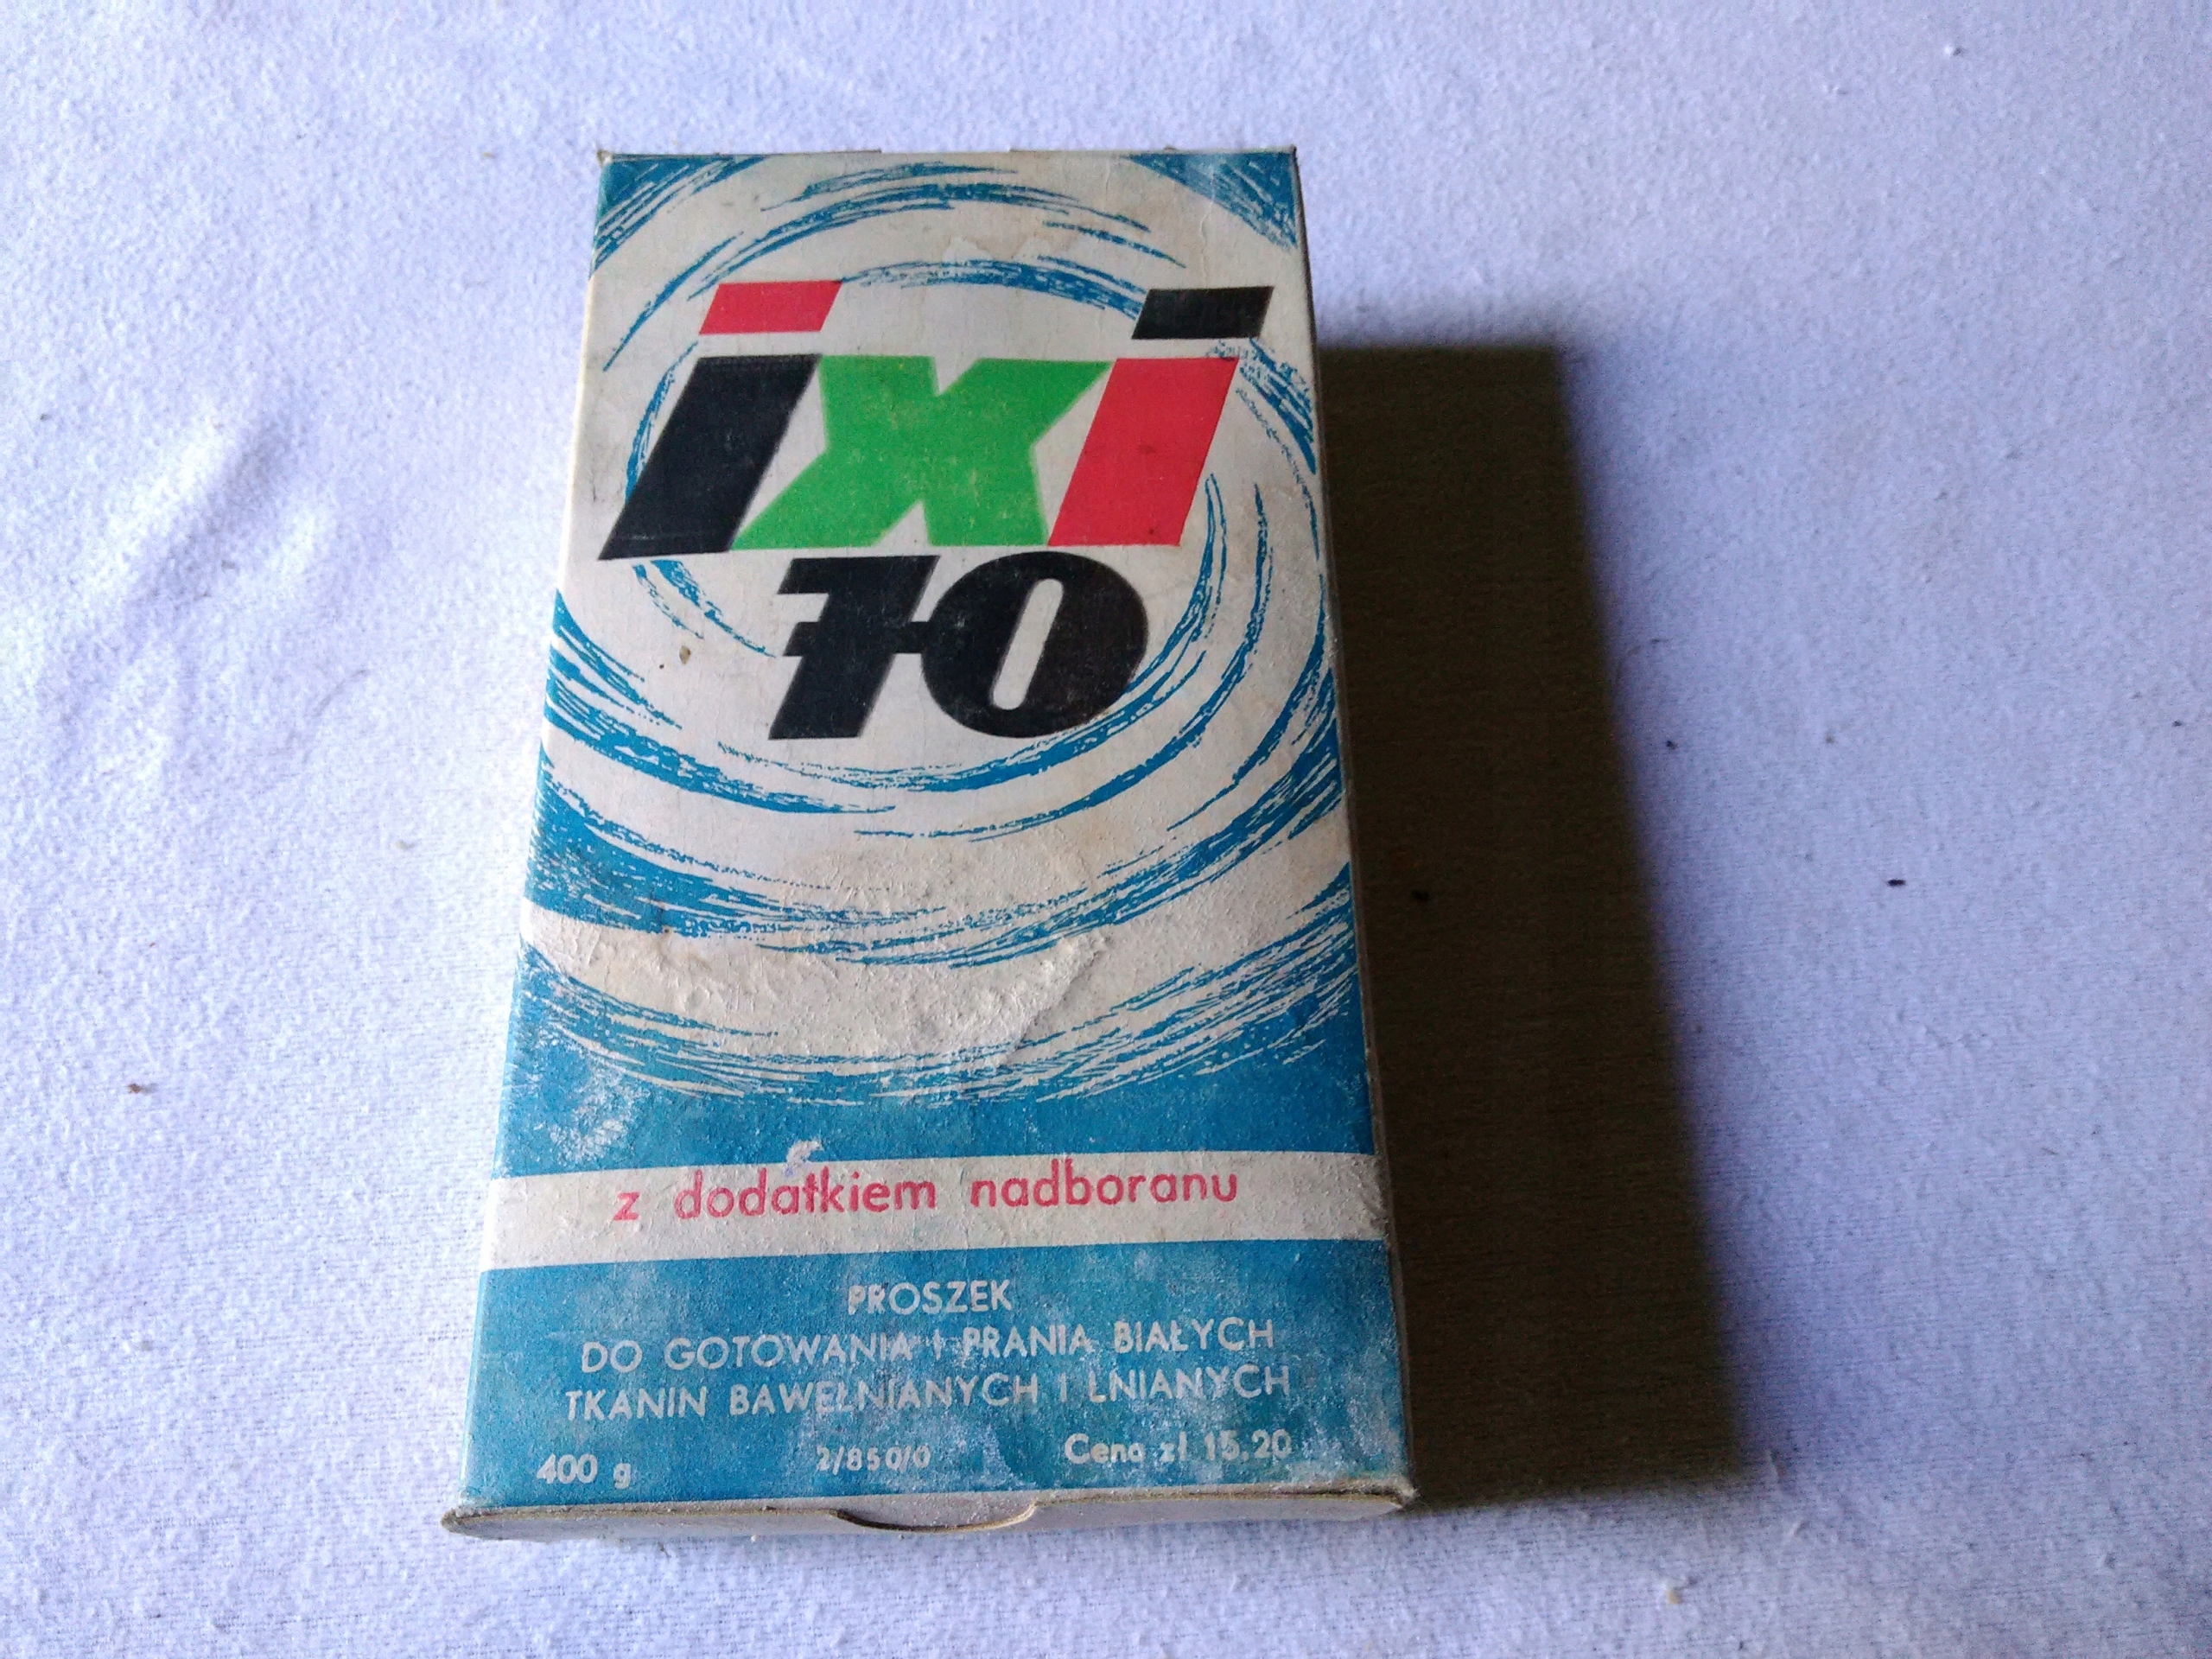 ixi
70
z dodatkiem nadboranu
PROSZEK
DO GOTOWANIA I PRANIA BIAŁYCH
TKANIN BAWEŁNIANYCH I LNIANYCH
400 g 2/850/0 Cena zł 15.20